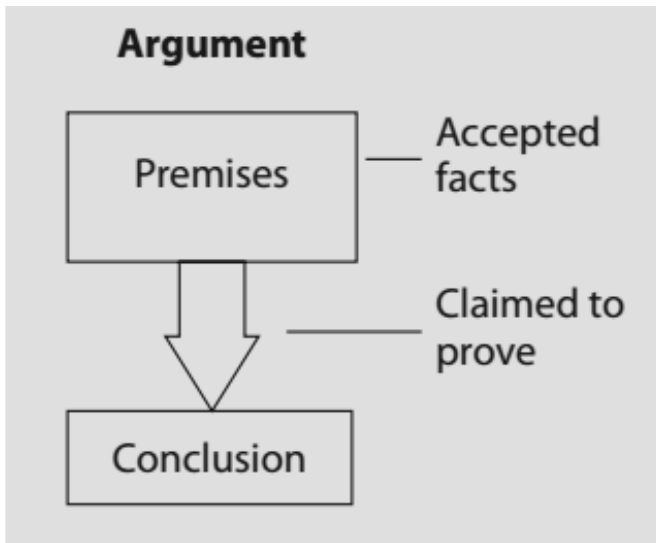 Argument
Premises
Accepted
facts
Claimed to
prove
Conclusion